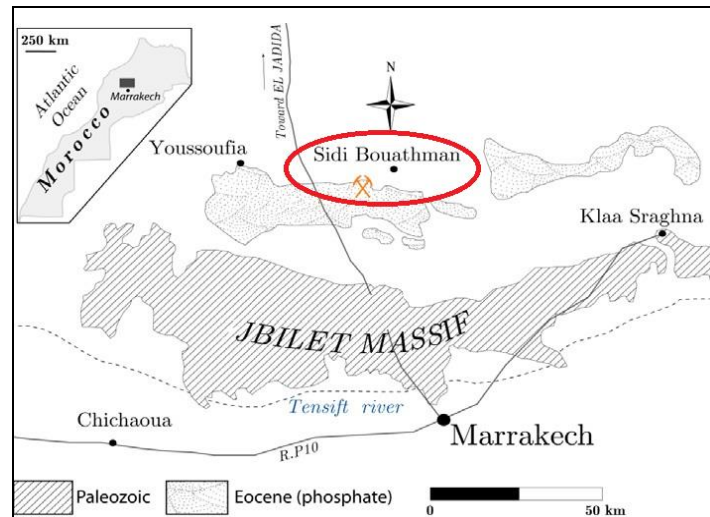 250 km
Atlantic
Ocean
Marrakech
Morocco
Toward EL JADIDA
N
Youssoufia
Sidi Bouathman
Klaa Sraghna
JBILET MASSIF
Tensift river
Chichaoua
Marrakech
R.P10
Paleozoic
Eocene (phosphate)
0
50 km